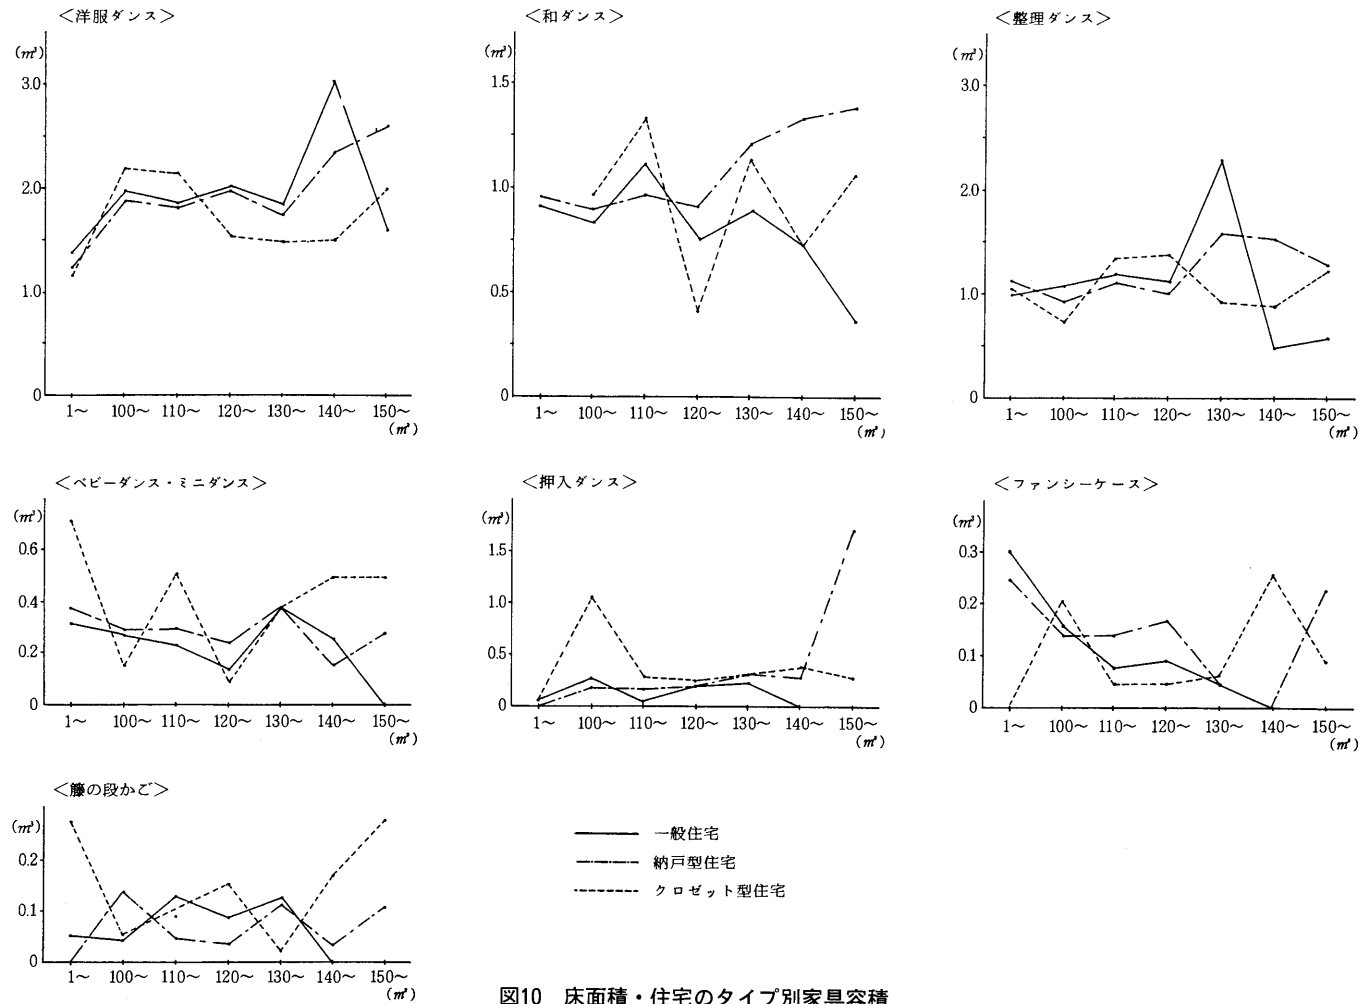 ＜洋服ダンス＞
(m³)
3.0
2.0
1.0
0
1～ 100～ 110～ 120～ 130～ 140～ 150～
(m²)
＜和ダンス＞
(m³)
1.5
1.0
0.5
0
1～ 100～ 110～ 120～ 130～ 140～ 150～
(m²)
＜整理ダンス＞
(m³)
3.0
2.0
1.0
0
1～ 100～ 110～ 120～ 130～ 140～ 150～
(m²)
＜ベビーダンス・ミニダンス＞
(m³)
0.6
0.4
0.2
0
1～ 100～ 110～ 120～ 130～ 140～ 150～
(m²)
＜押入ダンス＞
(m³)
1.5
1.0
0.5
0
1～ 100～ 110～ 120～ 130～ 140～ 150～
(m²)
＜ファンシーケース＞
(m³)
0.3
0.2
0.1
0
1～ 100～ 110～ 120～ 130～ 140～ 150～
(m²)
＜籐の段かご＞
(m³)
0.2
0.1
0
1～ 100～ 110～ 120～ 130～ 140～ 150～
(m²)
一般住宅
納戸型住宅
クロゼット型住宅
図10 床面積・住宅のタイプ別家具容積